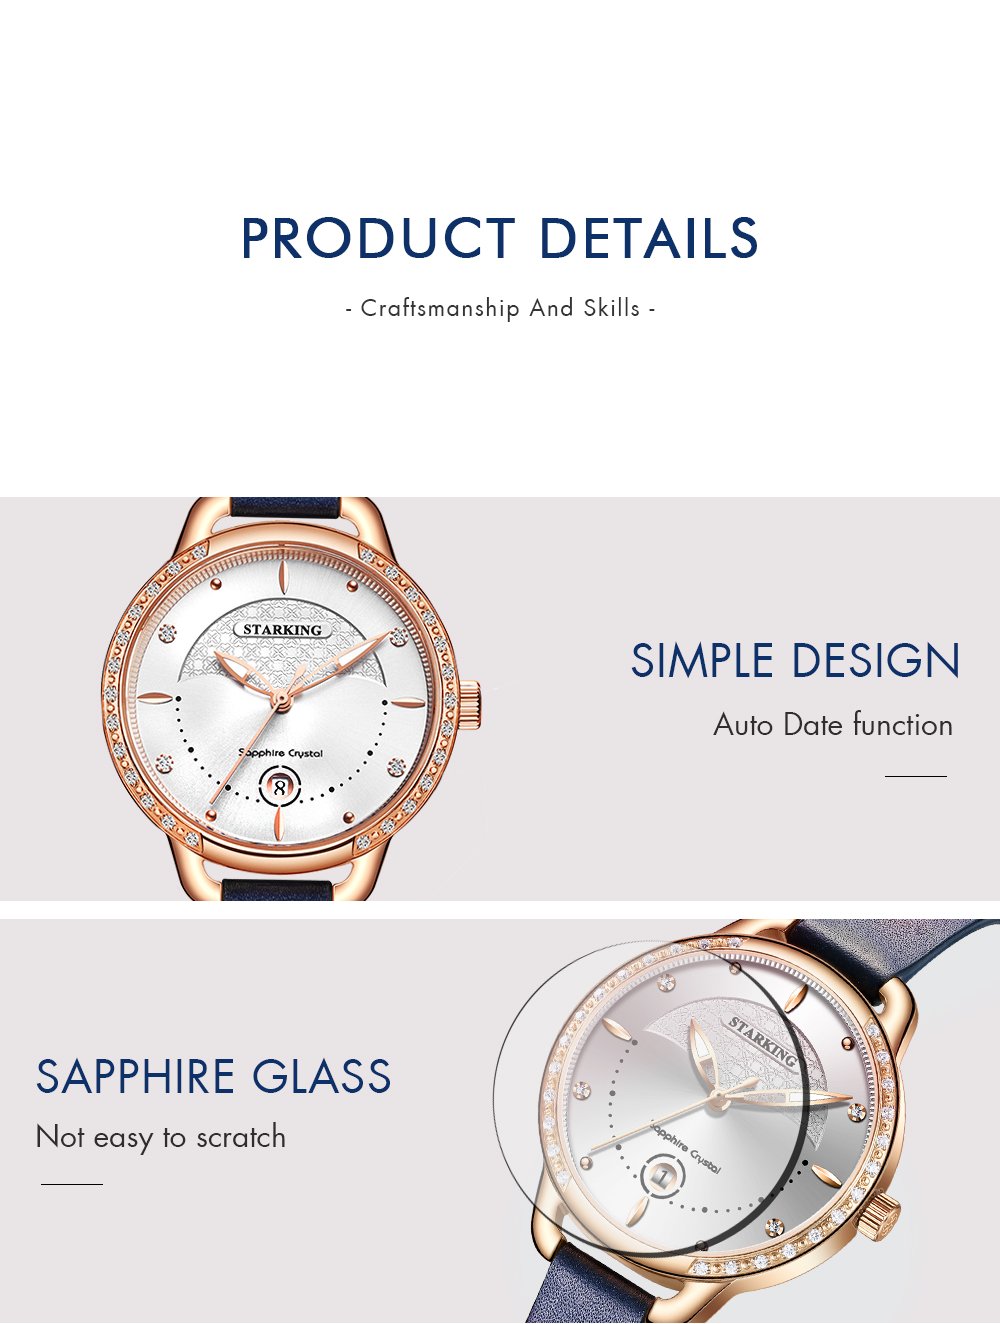 PRODUCT DETAILS
- Craftsmanship And Skills -
STARKING
Sapphire Crystal
8
SIMPLE DESIGN
Auto Date function
SAPPHIRE GLASS
Not easy to scratch
STARKING
Sapphire Crystal
1